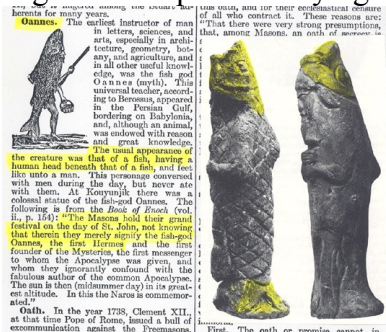 herents for many years.
Oannes. The earliest instructor of man
in letters, sciences, and
arts, especially in archi-
tecture, geometry, bot-
any, and agriculture, and
in all other useful knowl-
edge, was the fish god
Oannes (myth). This
universal teacher, accord-
ing to Berossus, appeared
in the Persian Gulf,
bordering on Babylonia,
and, although an animal,
was endowed with reason
and great knowledge.
The usual appearance of
the creature was that of a fish, having a
human head beneath that of a fish, and feet
like unto a man. This personage conversed
with men during the day, but never ate
with them. At Kouyunjik there was a
colossal statue of the fish-god Oannes. The
following is from the Book of Enoch (vol.
ii., p. 154): "The Masons hold their grand
festival on the day of St. John, not knowing
that therein they merely signify the fish-god
Oannes, the first Hermes and the first
founder of the Mysteries, the first messenger
to whom the Apocalypse was given, and
whom they ignorantly confound with the
fabulous author of the common Apocalypse.
The sun is then (midsummer day) in its great-
est altitude. In this the Naros is commemor-
ated."
Oath. In the year 1738, Clement XII.,
at that time Pope of Rome, issued a bull of
excommunication against the Freemasons,
this oath, and for their ecclesiastical censure
of all who contract it. These reasons are:
"That there were very strong presumptions,
that, among Masons, an oath of secrecy is
First. The oath or promise cannot